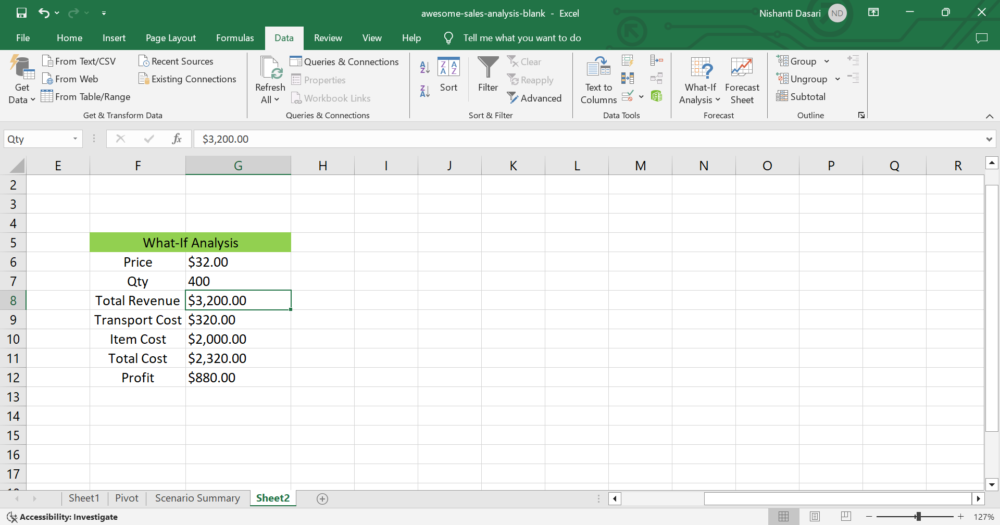 awesome-sales-analysis-blank - Excel
Nishanti Dasari ND
File Home Insert Page Layout Formulas Data Review View Help Tell me what you want to do
Get Data
From Text/CSV
From Web
From Table/Range
Recent Sources
Existing Connections
Get & Transform Data
Refresh All
Queries & Connections
Properties
Workbook Links
Queries & Connections
A Z
Z A
Z A A Z
Sort
Filter
Clear
Reapply
Advanced
Sort & Filter
Text to Columns
Data Tools
What-If Analysis
Forecast Sheet
Forecast
Group
Ungroup
Subtotal
Outline
Qty
fx
$3,200.00
E F G H I J K L M N O P Q R
2
3
4
5 What-If Analysis
6 Price $32.00
7 Qty 400
8 Total Revenue $3,200.00
9 Transport Cost $320.00
10 Item Cost $2,000.00
11 Total Cost $2,320.00
12 Profit $880.00
13
14
15
16
17
Sheet1 Pivot Scenario Summary Sheet2
Accessibility: Investigate
127%